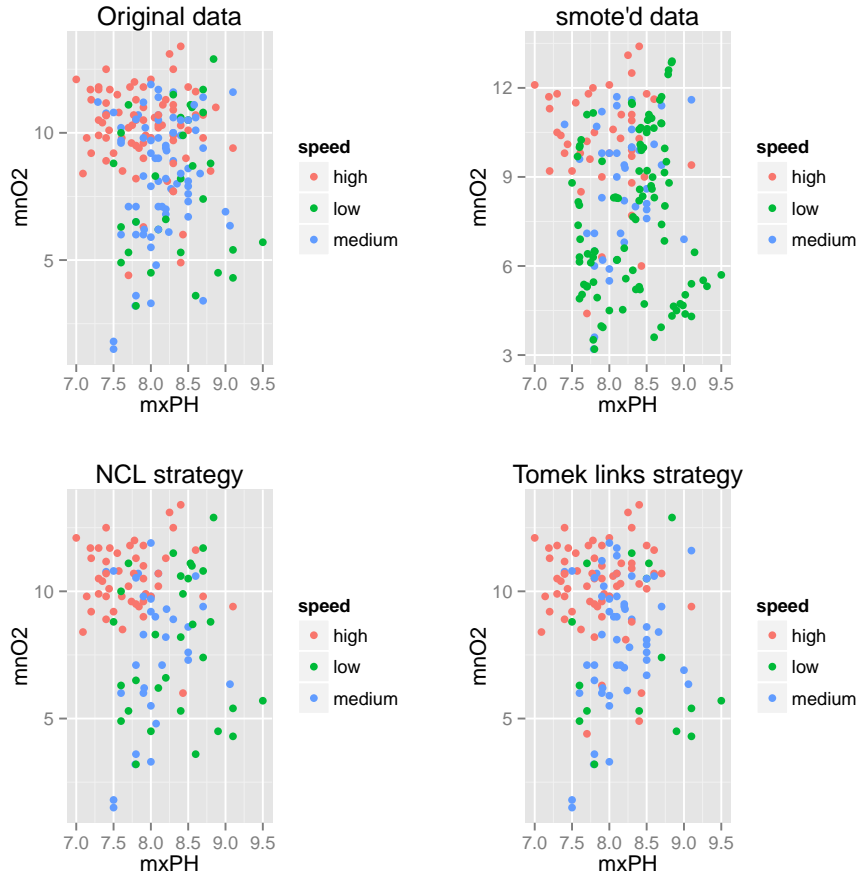 Original data
10
5
mnO2
7.0 7.5 8.0 8.5 9.0 9.5
mxPH
speed
high
low
medium
smote'd data
12
9
6
3
mnO2
7.0 7.5 8.0 8.5 9.0 9.5
mxPH
speed
high
low
medium
NCL strategy
10
5
mnO2
7.0 7.5 8.0 8.5 9.0 9.5
mxPH
speed
high
low
medium
Tomek links strategy
10
5
mnO2
7.0 7.5 8.0 8.5 9.0 9.5
mxPH
speed
high
low
medium